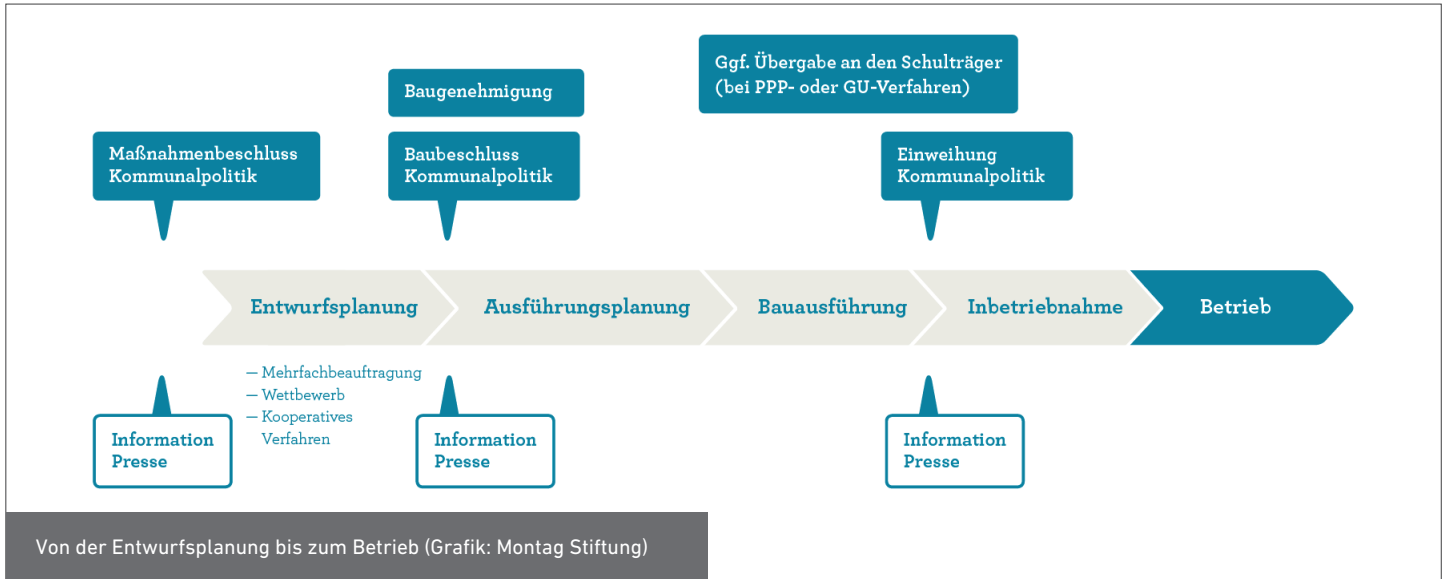 Ggf. Übergabe an den Schulträger
(bei PPP- oder GU-Verfahren)
Baugenehmigung
Maßnahmenbeschluss
Kommunalpolitik
Baubeschluss
Kommunalpolitik
Einweihung
Kommunalpolitik
Entwurfsplanung
Ausführungsplanung
Bauausführung
Inbetriebnahme
Betrieb
— Mehrfachbeauftragung
— Wettbewerb
— Kooperatives
Verfahren
Information
Presse
Information
Presse
Information
Presse
Von der Entwurfsplanung bis zum Betrieb (Grafik: Montag Stiftung)